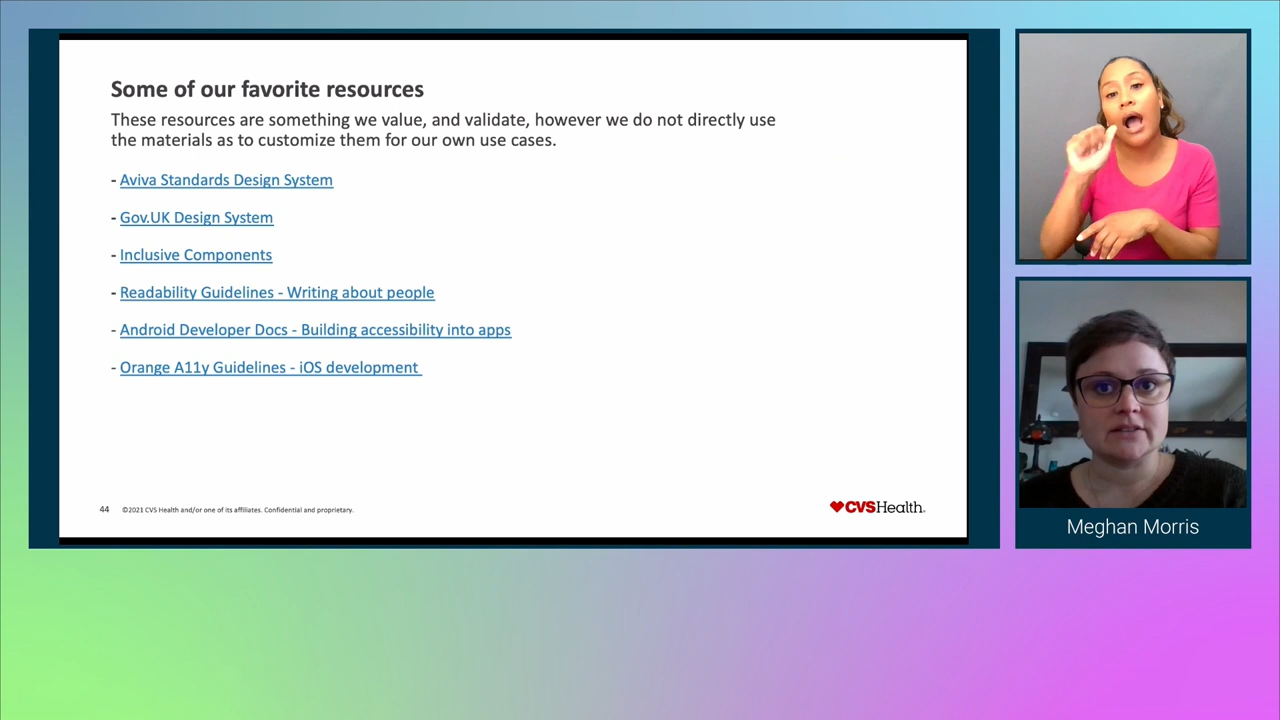 Some of our favorite resources
These resources are something we value, and validate, however we do not directly use
the materials as to customize them for our own use cases.
- Aviva Standards Design System
- Gov.UK Design System
- Inclusive Components
- Readability Guidelines - Writing about people
- Android Developer Docs - Building accessibility into apps
- Orange A11y Guidelines - iOS development
44 ©2021 CVS Health and/or one of its affiliates. Confidential and proprietary.
CVSHealth.
Meghan Morris